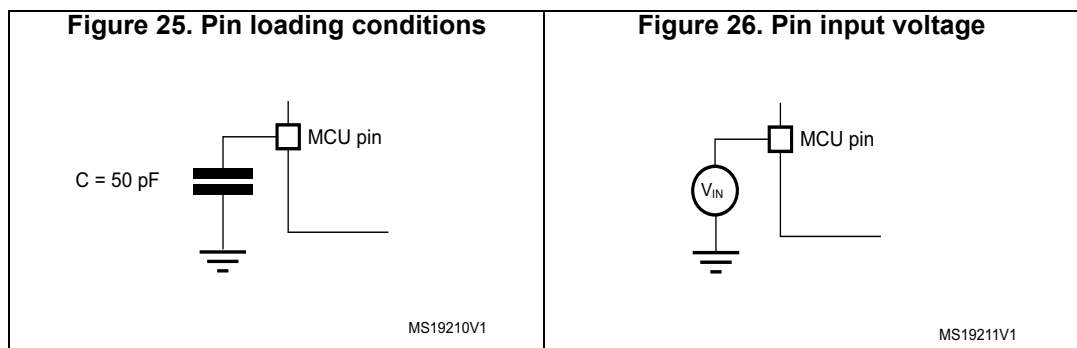 Figure 25. Pin loading conditions
MCU pin
C = 50 pF
MS19210V1
Figure 26. Pin input voltage
MCU pin
VIN
MS19211V1